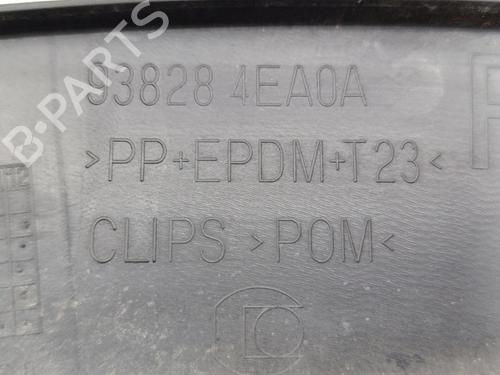 93828 4EA0A
>PP+EPDM+T23<
CLIPS >POM<
B-PARTS